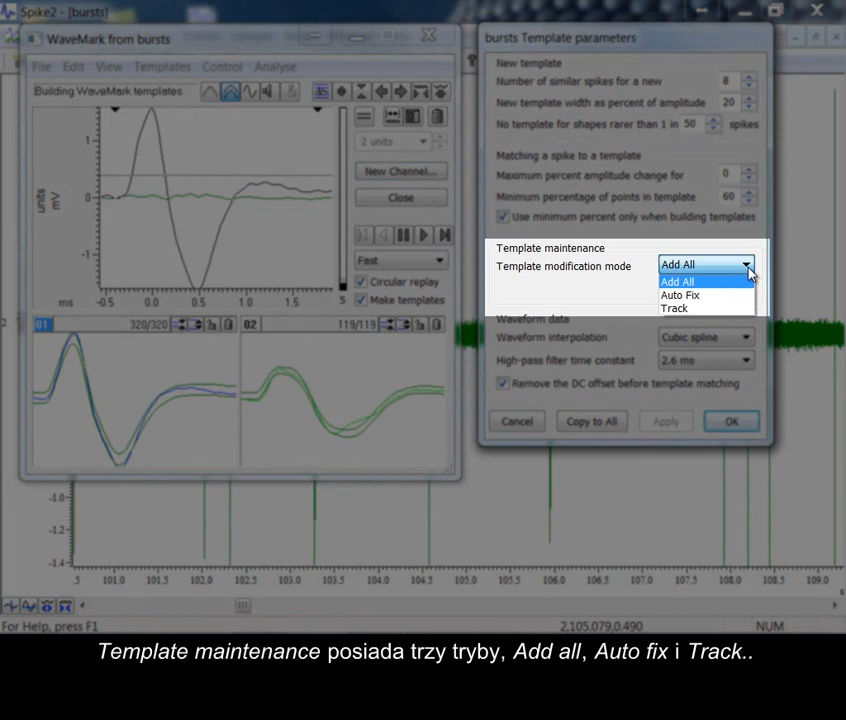 Spike2 - [bursts]
WaveMark from bursts
File Edit View Templates Control Analyse
Building WaveMark templates
2 units
New Channel...
Close
Fast
Circular replay
Make templates
1
0
-1
units
mV
ms -0.5 0.0 0.5 1.0 1.5 5
01 320/320 02 119/119
bursts Template parameters
New template
Number of similar spikes for a new 8
New template width as percent of amplitude 20
No template for shapes rarer than 1 in 50 spikes
Matching a spike to a template
Maximum percent amplitude change for 0
Minimum percentage of points in template 60
Use minimum percent only when building templates
Template maintenance
Template modification mode Add All
Add All
Auto Fix
Track
Waveform data
Waveform interpolation Cubic spline
High-pass filter time constant 2.6 ms
Remove the DC offset before template matching
Cancel Copy to All Apply OK
2
-1.0
-1.2
-1.4
.5 101.0 101.5 102.0 102.5 103.0 103.5 104.0 104.5 105.0 105.5 106.0 106.5 107.0 107.5 108.0 108.5 109.0
s
For Help, press F1 2,105.079,0.490 NUM
Template maintenance posiada trzy tryby, Add all, Auto fix i Track..